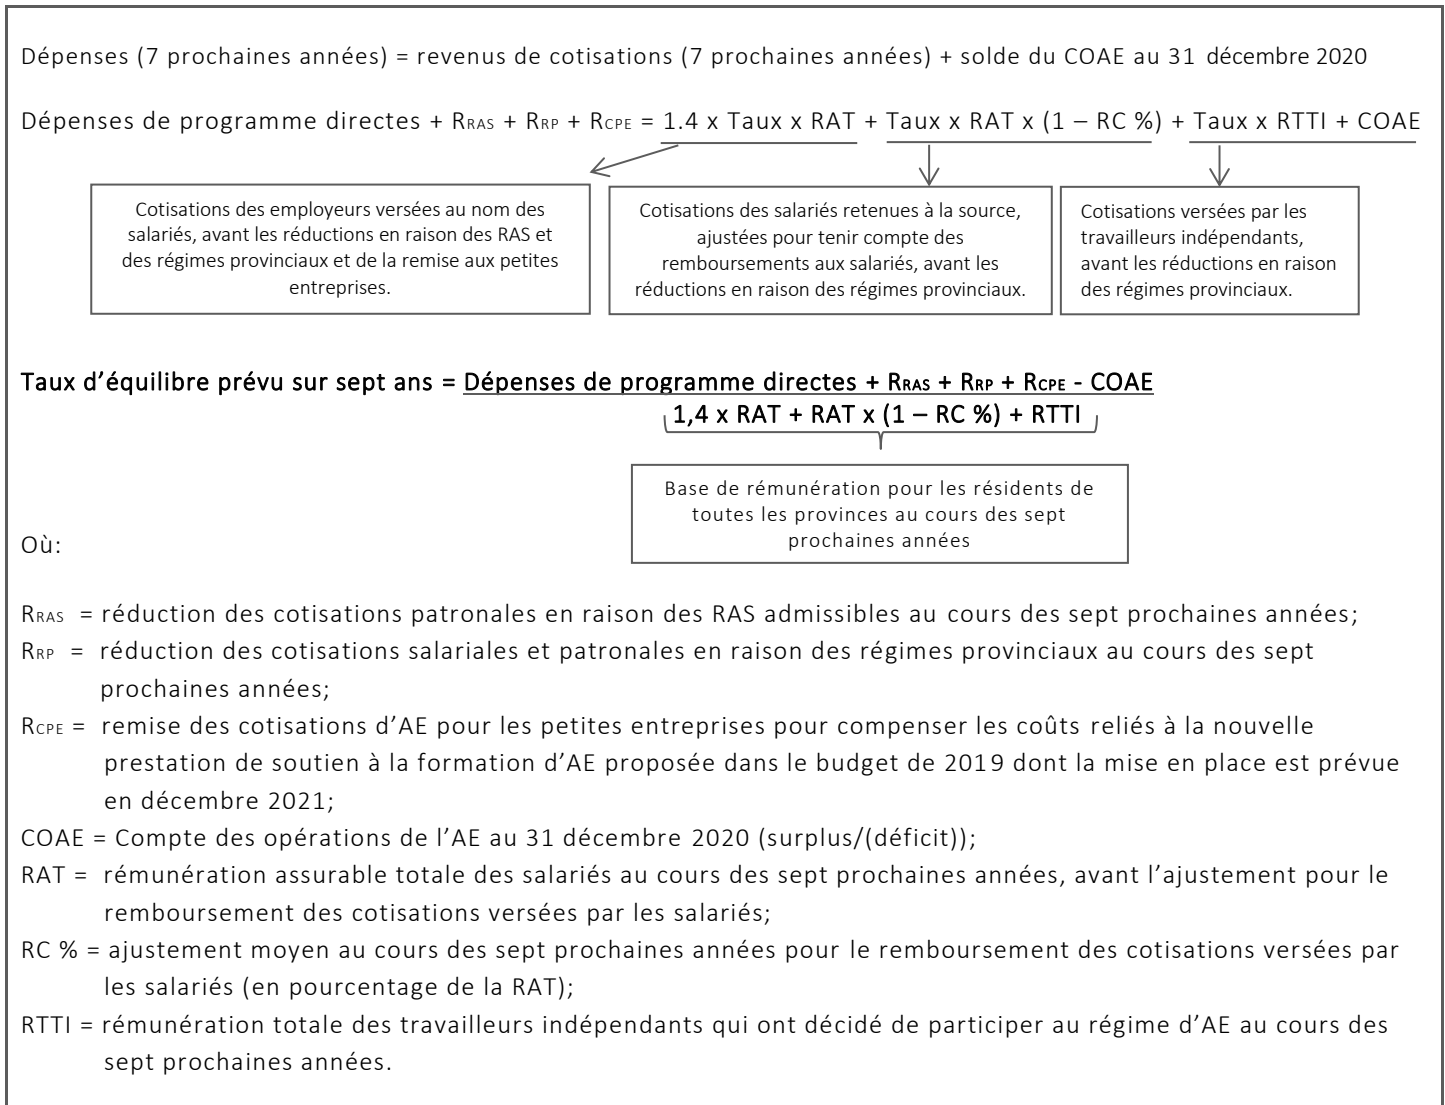 Dépenses (7 prochaines années) = revenus de cotisations (7 prochaines années) + solde du COAE au 31 décembre 2020
Dépenses de programme directes + RRAS + RRP + RCPE = 1.4 x Taux x RAT + Taux x RAT x (1 – RC %) + Taux x RTTI + COAE
Cotisations des employeurs versées au nom des
salariés, avant les réductions en raison des RAS et
des régimes provinciaux et de la remise aux petites
entreprises.
Cotisations des salariés retenues à la source,
ajustées pour tenir compte des
remboursements aux salariés, avant les
réductions en raison des régimes provinciaux.
Cotisations versées par les
travailleurs indépendants,
avant les réductions en raison
des régimes provinciaux.
Taux d’équilibre prévu sur sept ans = Dépenses de programme directes + RRAS + RRP + RCPE - COAE
1,4 x RAT + RAT x (1 – RC %) + RTTI
Base de rémunération pour les résidents de
toutes les provinces au cours des sept
prochaines années
Où:
RRAS = réduction des cotisations patronales en raison des RAS admissibles au cours des sept prochaines années;
RRP = réduction des cotisations salariales et patronales en raison des régimes provinciaux au cours des sept
prochaines années;
RCPE = remise des cotisations d’AE pour les petites entreprises pour compenser les coûts reliés à la nouvelle
prestation de soutien à la formation d’AE proposée dans le budget de 2019 dont la mise en place est prévue
en décembre 2021;
COAE = Compte des opérations de l’AE au 31 décembre 2020 (surplus/(déficit));
RAT = rémunération assurable totale des salariés au cours des sept prochaines années, avant l’ajustement pour le
remboursement des cotisations versées par les salariés;
RC % = ajustement moyen au cours des sept prochaines années pour le remboursement des cotisations versées par
les salariés (en pourcentage de la RAT);
RTTI = rémunération totale des travailleurs indépendants qui ont décidé de participer au régime d’AE au cours des
sept prochaines années.